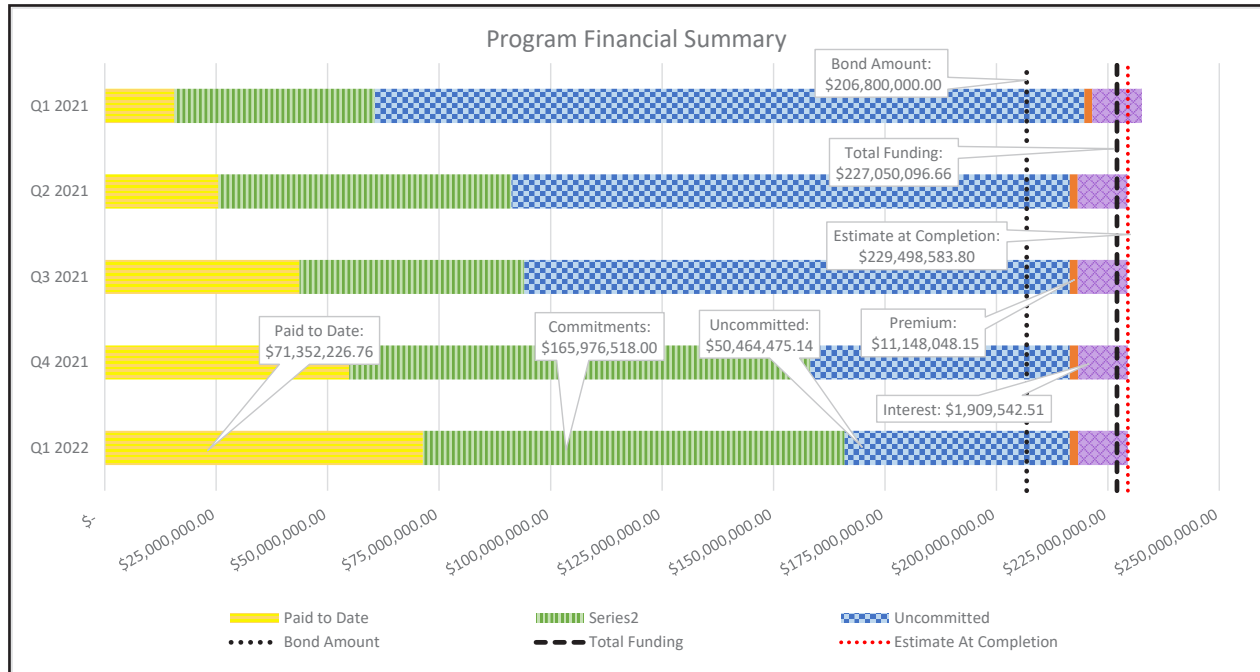 Program Financial Summary
Bond Amount:
$206,800,000.00
Q1 2021
Total Funding:
$227,050,096.66
Q2 2021
Estimate at Completion:
$229,498,583.80
Q3 2021
Paid to Date:
$71,352,226.76
Commitments:
$165,976,518.00
Uncommitted:
$50,464,475.14
Premium:
$11,148,048.15
Q4 2021
Interest: $1,909,542.51
Q1 2022
$-
$25,000,000.00
$50,000,000.00
$75,000,000.00
$100,000,000.00
$125,000,000.00
$150,000,000.00
$175,000,000.00
$200,000,000.00
$225,000,000.00
$250,000,000.00
Paid to Date
Series2
Uncommitted
Bond Amount
Total Funding
Estimate At Completion